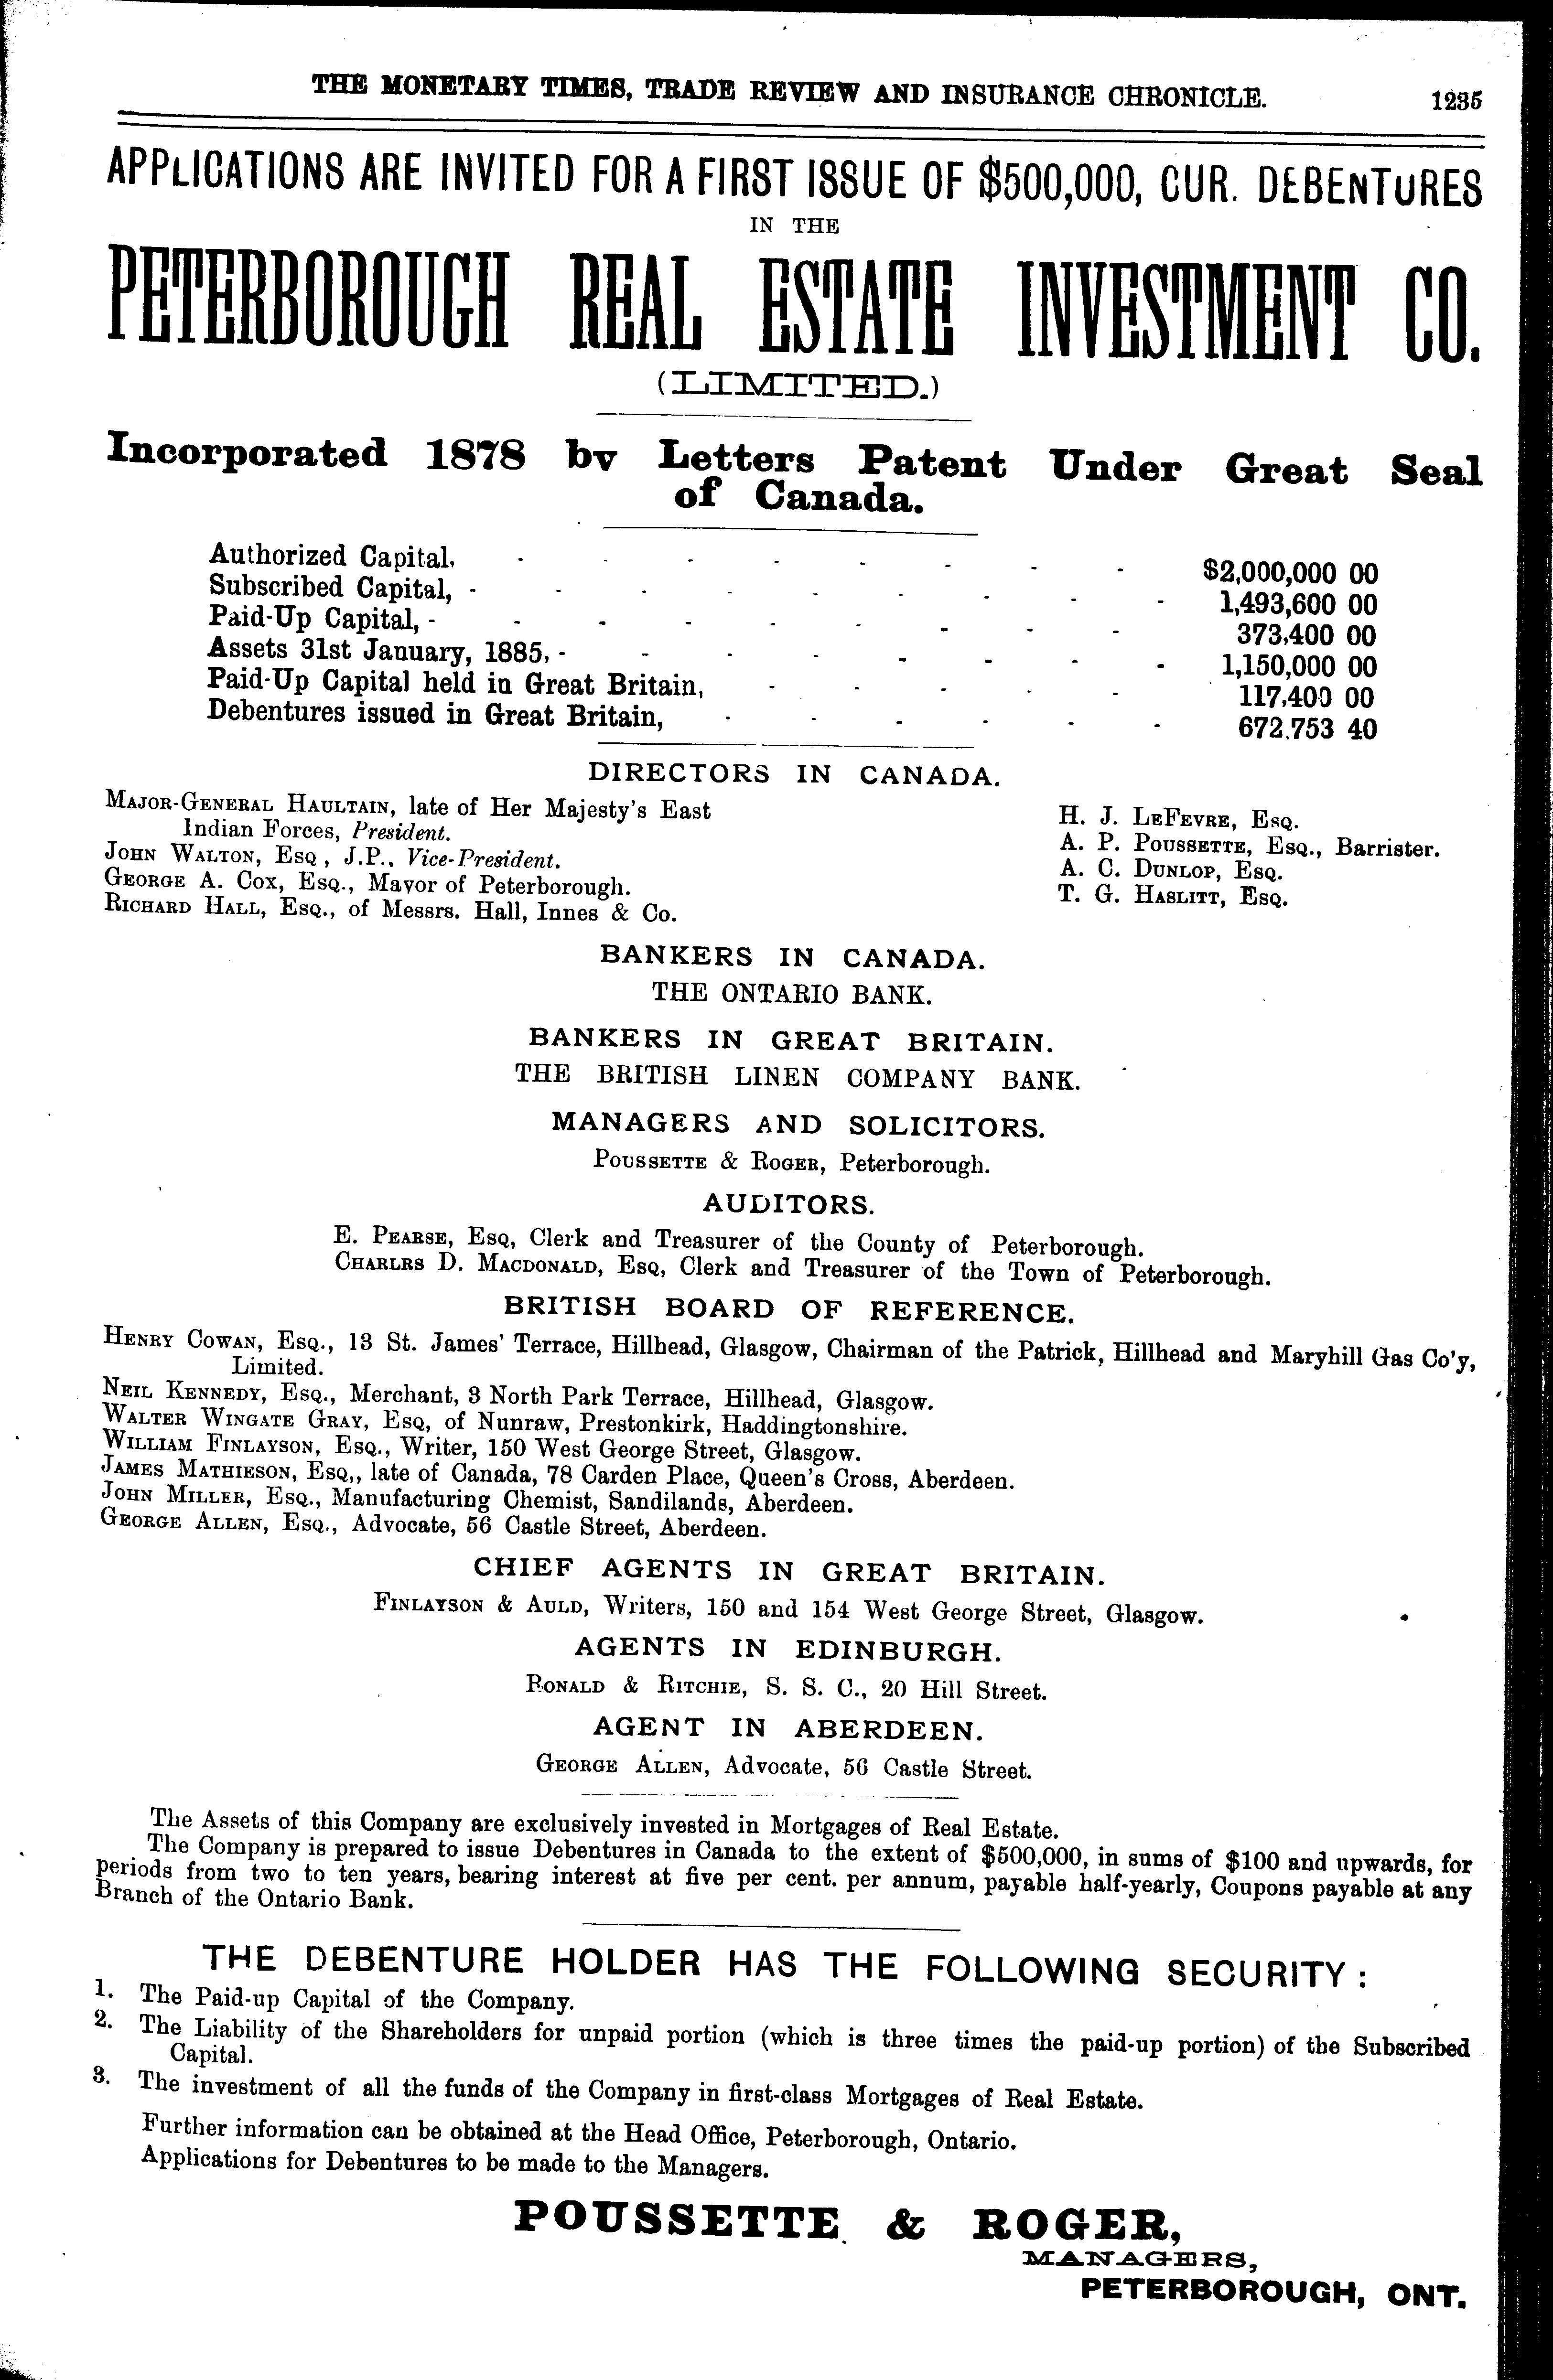 THE MONETARY TIMES, TRADE REVIEW AND INSURANCE CHRONICLE. 1235
APPLICATIONS ARE INVITED FOR A FIRST ISSUE OF $500,000, CUR. DEBENTURES
IN THE
PETERBOROUGH REAL ESTATE INVESTMENT CO.
(LIMITED.)
Incorporated 1878 by Letters Patent Under Great Seal
of Canada.
Authorized Capital, - - - - - - - - $2,000,000 00
Subscribed Capital, - - - - - - - - - 1,493,600 00
Paid-Up Capital, - - - - - - - - - 373,400 00
Assets 31st January, 1885, - - - - - - - - 1,150,000 00
Paid-Up Capital held in Great Britain, - - - - - 117,400 00
Debentures issued in Great Britain, - - - - - - 672,753 40
DIRECTORS IN CANADA.
MAJOR-GENERAL HAULTAIN, late of Her Majesty's East
Indian Forces, President.
JOHN WALTON, ESQ, J.P., Vice-President.
GEORGE A. COX, ESQ., Mayor of Peterborough.
RICHARD HALL, ESQ., of Messrs. Hall, Innes & Co.
H. J. LEFEVRE, ESQ.
A. P. POUSSETTE, ESQ., Barrister.
A. C. DUNLOP, ESQ.
T. G. HASLITT, ESQ.
BANKERS IN CANADA.
THE ONTARIO BANK.
BANKERS IN GREAT BRITAIN.
THE BRITISH LINEN COMPANY BANK.
MANAGERS AND SOLICITORS.
POUSSETTE & ROGER, Peterborough.
AUDITORS.
E. PEARSE, ESQ, Clerk and Treasurer of the County of Peterborough.
CHARLRS D. MACDONALD, ESQ, Clerk and Treasurer of the Town of Peterborough.
BRITISH BOARD OF REFERENCE.
HENRY COWAN, ESQ., 13 St. James' Terrace, Hillhead, Glasgow, Chairman of the Patrick, Hillhead and Maryhill Gas Co'y,
Limited.
NEIL KENNEDY, ESQ., Merchant, 3 North Park Terrace, Hillhead, Glasgow.
WALTER WINGATE GRAY, ESQ, of Nunraw, Prestonkirk, Haddingtonshire.
WILLIAM FINLAYSON, ESQ., Writer, 150 West George Street, Glasgow.
JAMES MATHIESON, ESQ,, late of Canada, 78 Carden Place, Queen's Cross, Aberdeen.
JOHN MILLER, ESQ., Manufacturing Chemist, Sandilands, Aberdeen.
GEORGE ALLEN, ESQ., Advocate, 56 Castle Street, Aberdeen.
CHIEF AGENTS IN GREAT BRITAIN.
FINLAYSON & AULD, Writers, 150 and 154 West George Street, Glasgow.
AGENTS IN EDINBURGH.
RONALD & RITCHIE, S. S. C., 20 Hill Street.
AGENT IN ABERDEEN.
GEORGE ALLEN, Advocate, 56 Castle Street.
The Assets of this Company are exclusively invested in Mortgages of Real Estate.
The Company is prepared to issue Debentures in Canada to the extent of $500,000, in sums of $100 and upwards, for
periods from two to ten years, bearing interest at five per cent. per annum, payable half-yearly, Coupons payable at any
Branch of the Ontario Bank.
THE DEBENTURE HOLDER HAS THE FOLLOWING SECURITY:
1. The Paid-up Capital of the Company.
2. The Liability of the Shareholders for unpaid portion (which is three times the paid-up portion) of the Subscribed
Capital.
3. The investment of all the funds of the Company in first-class Mortgages of Real Estate.
Further information can be obtained at the Head Office, Peterborough, Ontario.
Applications for Debentures to be made to the Managers.
POUSSETTE & ROGER,
MANAGERS,
PETERBOROUGH, ONT.